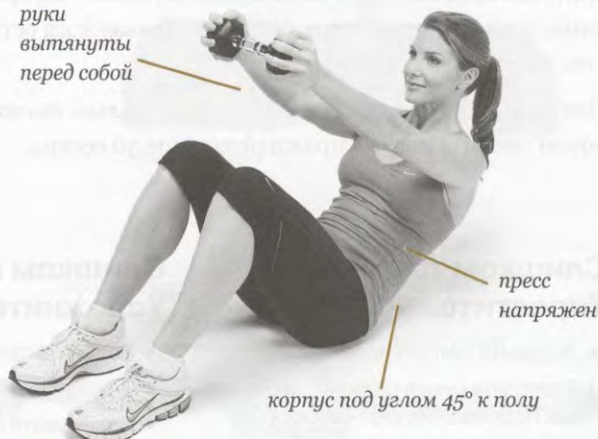 руки
вытянуты
перед собой
пресс
напряжен
корпус под углом 45° к полу